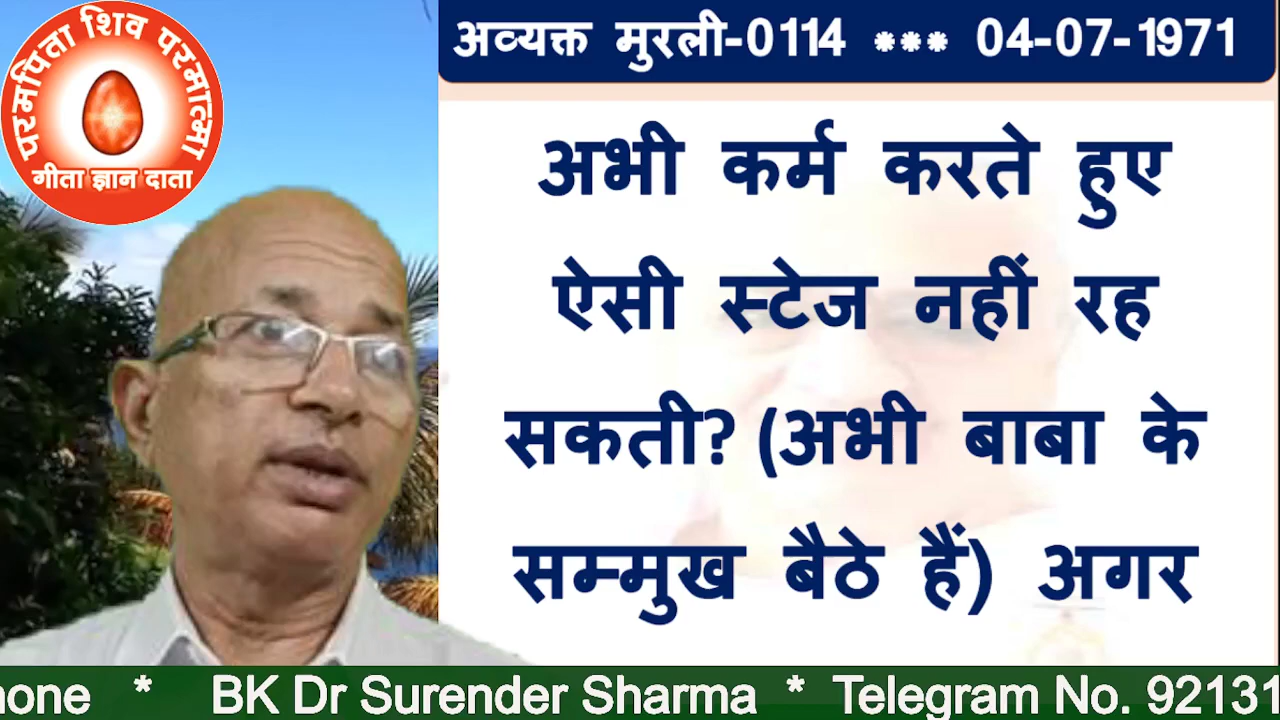 परमपिता शिव परमात्मा
गीता ज्ञान दाता
अव्यक्त मुरली-0114 *** 04-07-1971
अभी कर्म करते हुए
ऐसी स्टेज नहीं रह
सकती? (अभी बाबा के
सम्मुख बैठे हैं) अगर
hone * BK Dr Surender Sharma * Telegram No. 92131